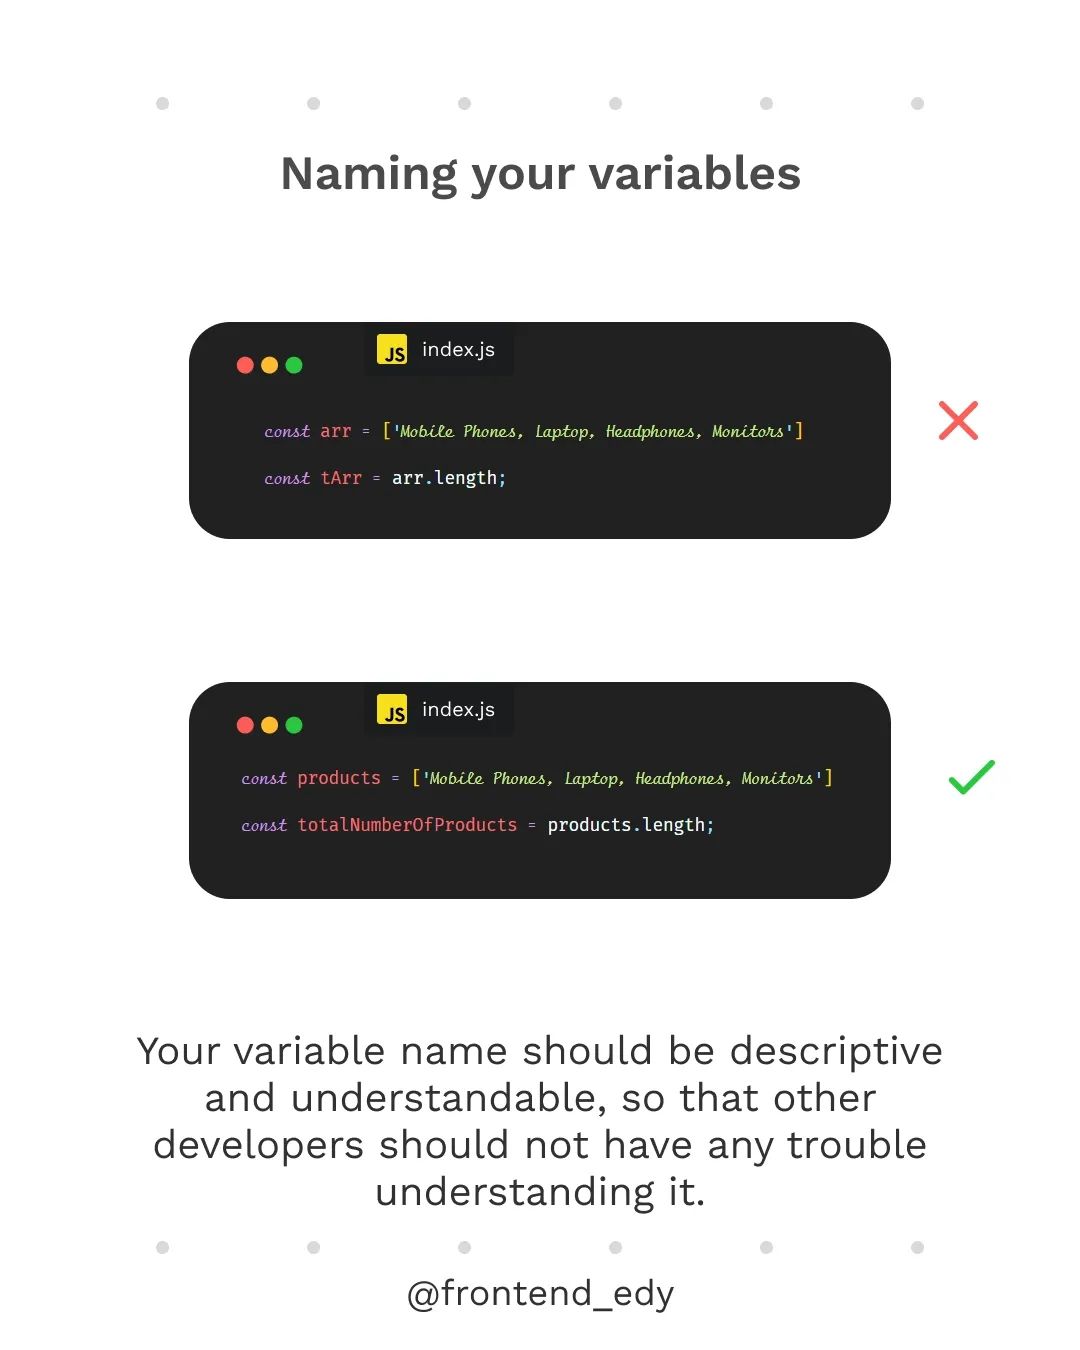 Naming your variables
JS index.js
const arr = ['Mobile Phones, Laptop, Headphones, Monitors']
const tArr = arr.length;
JS index.js
const products = ['Mobile Phones, Laptop, Headphones, Monitors']
const totalNumberOfProducts = products.length;
Your variable name should be descriptive
and understandable, so that other
developers should not have any trouble
understanding it.
@frontend_edy